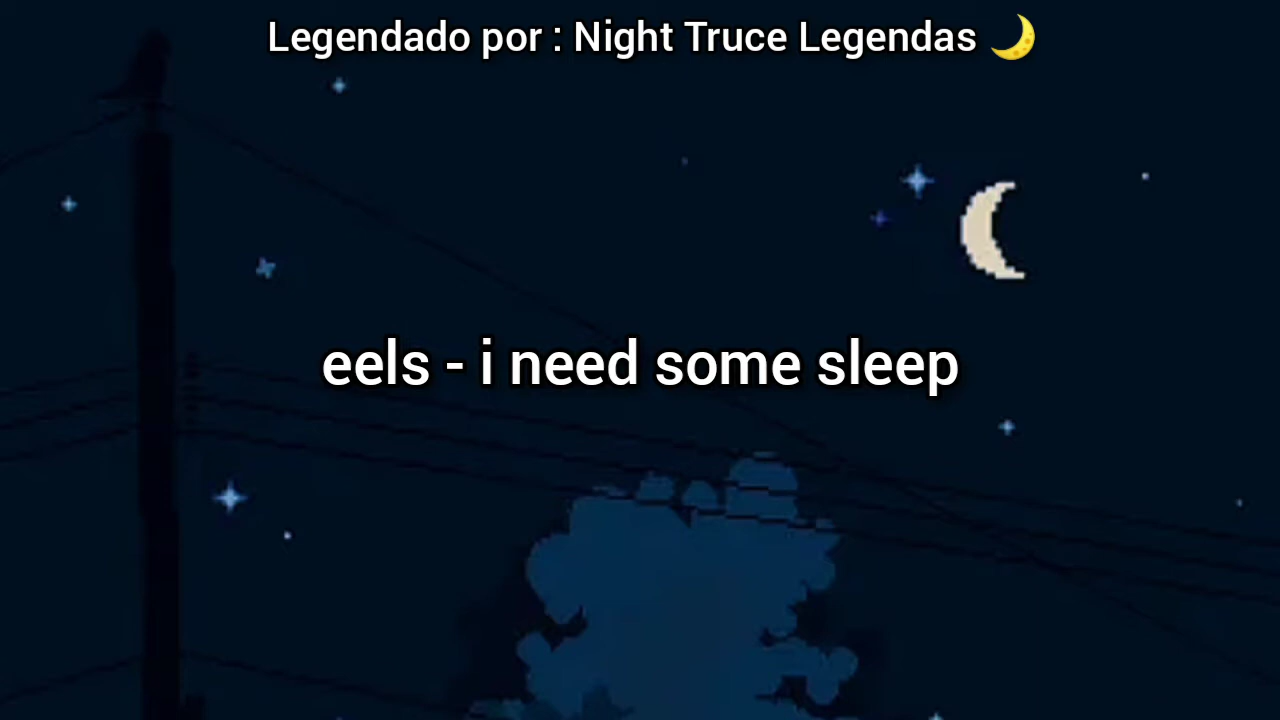 Legendado por : Night Truce Legendas 🌙
eels - i need some sleep